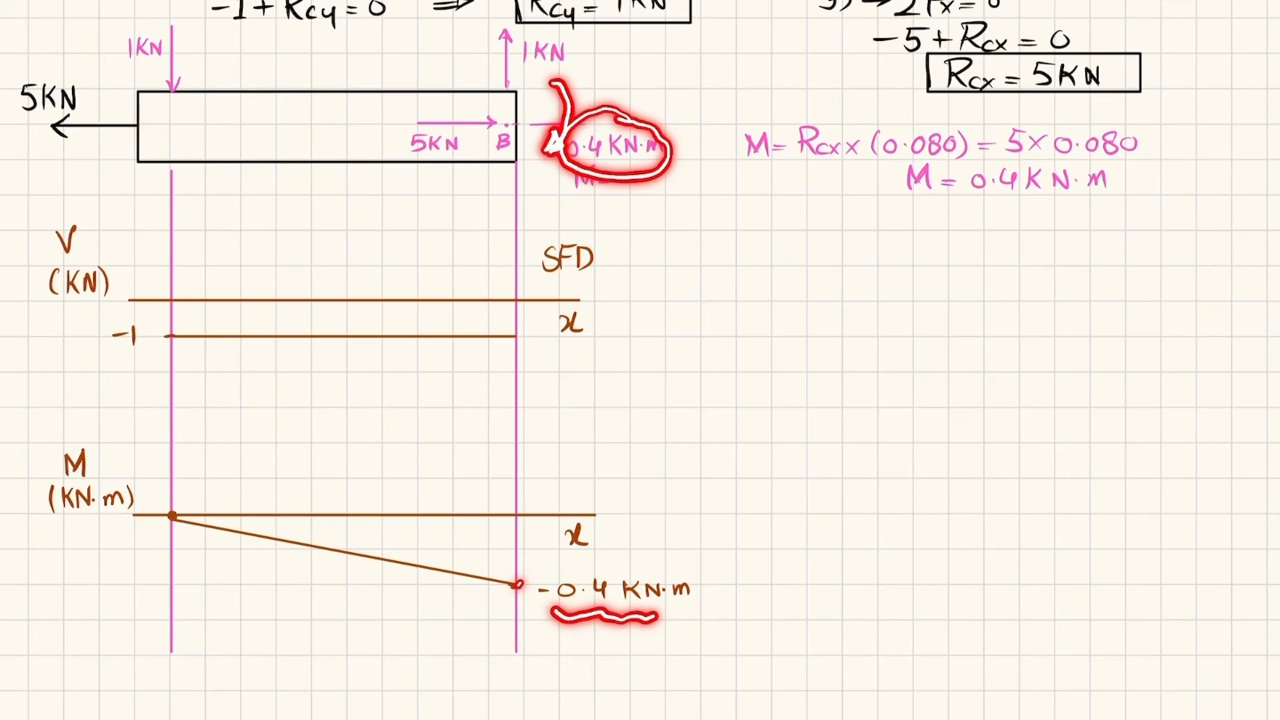 -1 + Rcy = 0 ⇒ Rcy = 1KN
-5 + Rcx = 0
Rcx = 5KN
1KN
1KN
5KN
5KN B 0.4 KN·m
M = Rcx x (0.080) = 5 x 0.080
M = 0.4 KN·m
V
(KN)
SFD
x
-1
M
(KN·m)
x
-0.4 KN·m